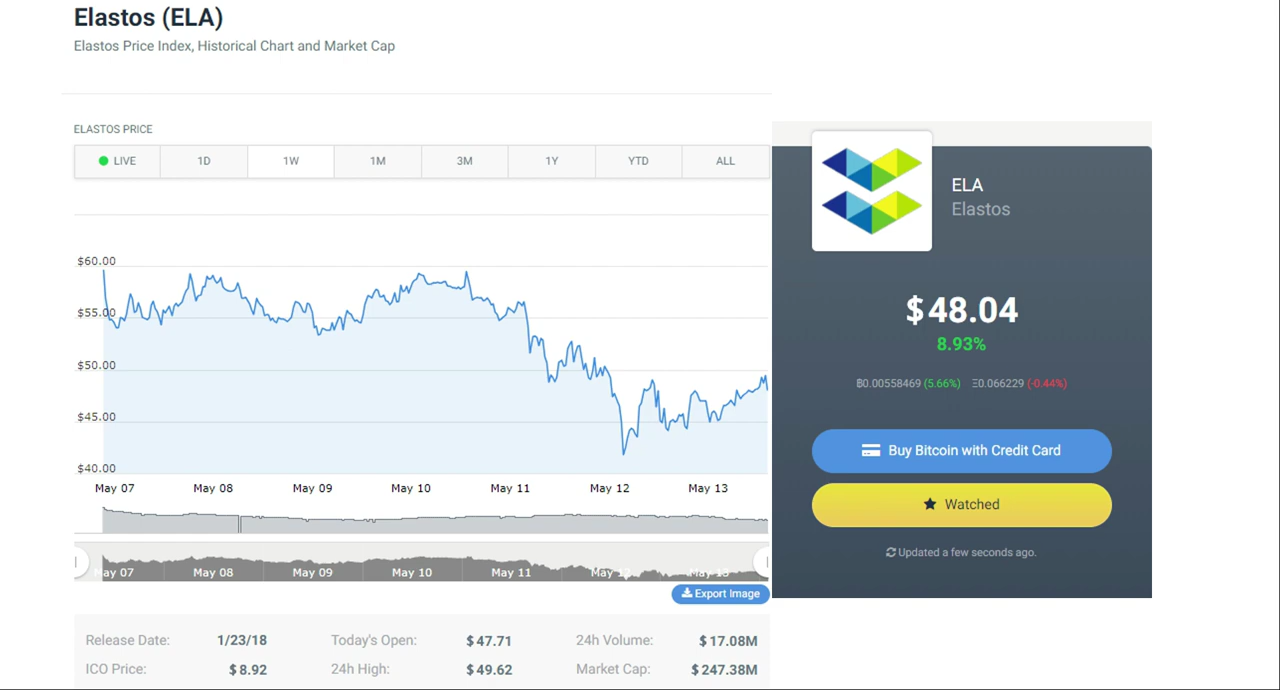 Elastos (ELA)
Elastos Price Index, Historical Chart and Market Cap
ELASTOS PRICE
LIVE 1D 1W 1M 3M 1Y YTD ALL
$60.00
$55.00
$50.00
$45.00
$40.00
May 07 May 08 May 09 May 10 May 11 May 12 May 13
May 07 May 08 May 09 May 10 May 11 May 12 May 13
Export Image
Release Date: 1/23/18 Today's Open: $47.71 24h Volume: $17.08M
ICO Price: $8.92 24h High: $49.62 Market Cap: $247.38M
ELA
Elastos
$48.04
8.93%
฿0.00558469 (5.66%) Ξ0.066229 (-0.44%)
Buy Bitcoin with Credit Card
Watched
Updated a few seconds ago.